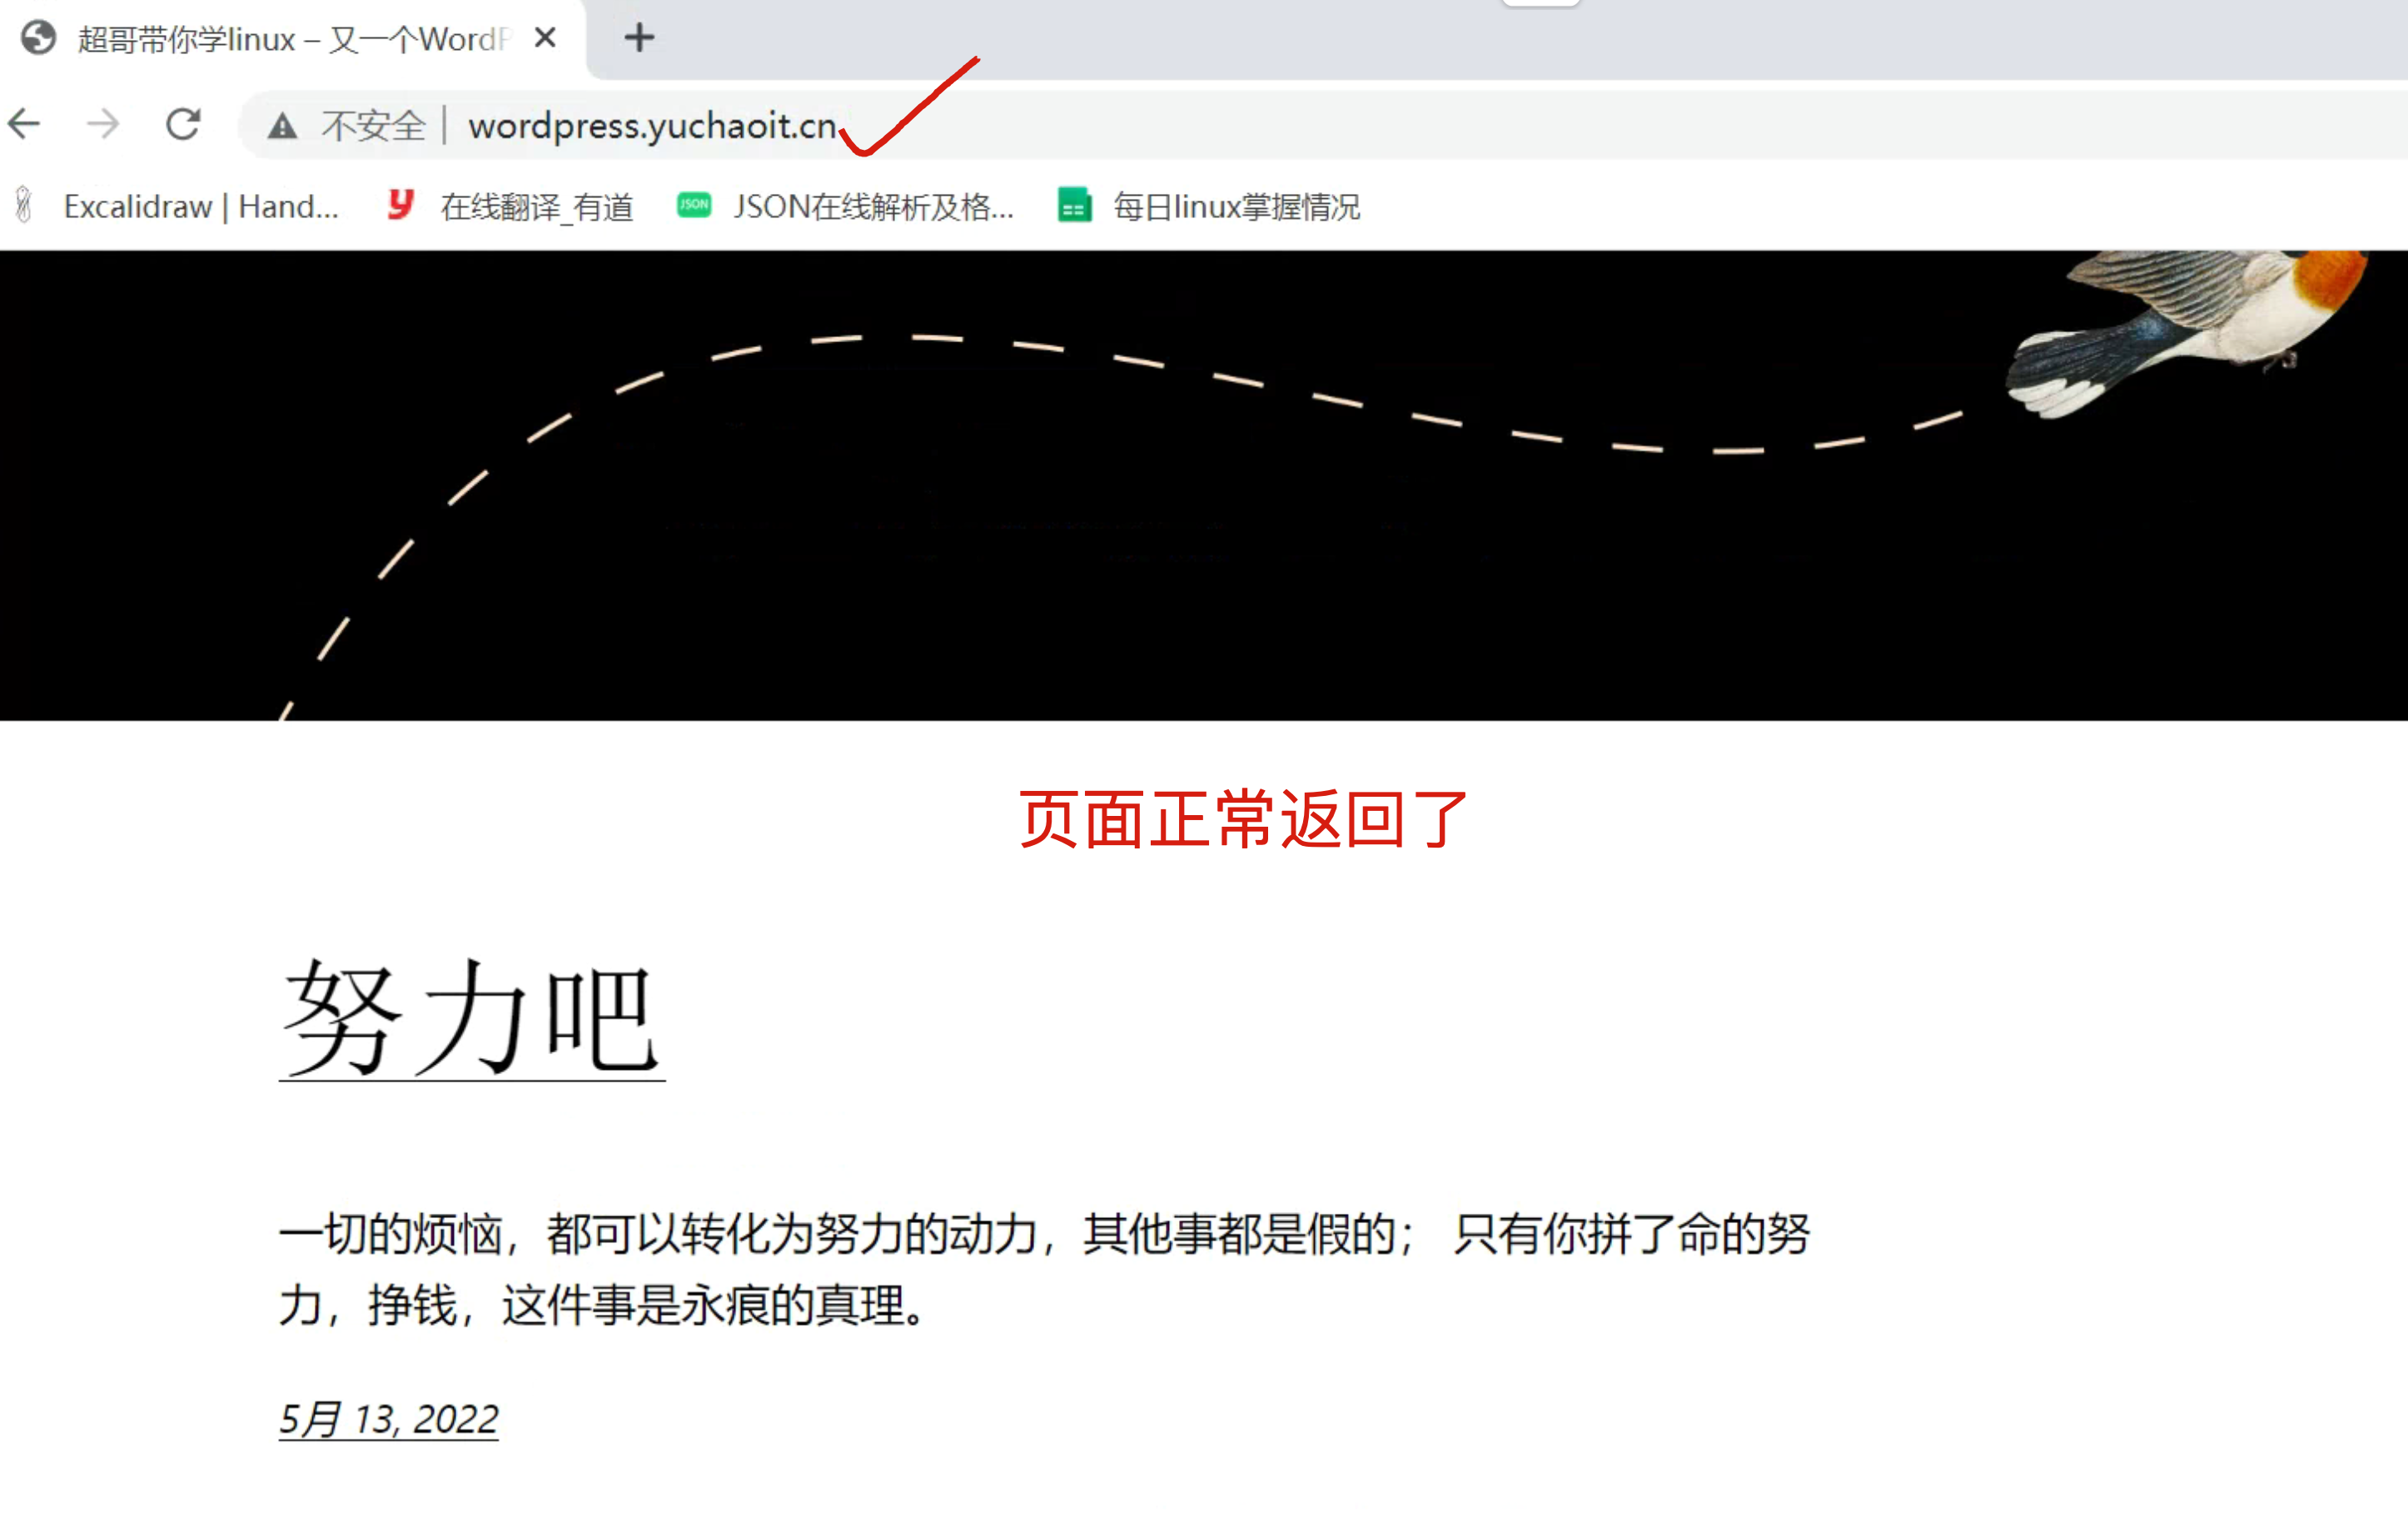 超哥带你学linux – 又一个WordP
不安全 | wordpress.yuchaoit.cn
Excalidraw | Hand... 在线翻译_有道 JSON JSON在线解析及格... 每日linux掌握情况
页面正常返回了
努力吧
一切的烦恼，都可以转化为努力的动力，其他事都是假的； 只有你拼了命的努
力，挣钱，这件事是永痕的真理。
5月 13, 2022